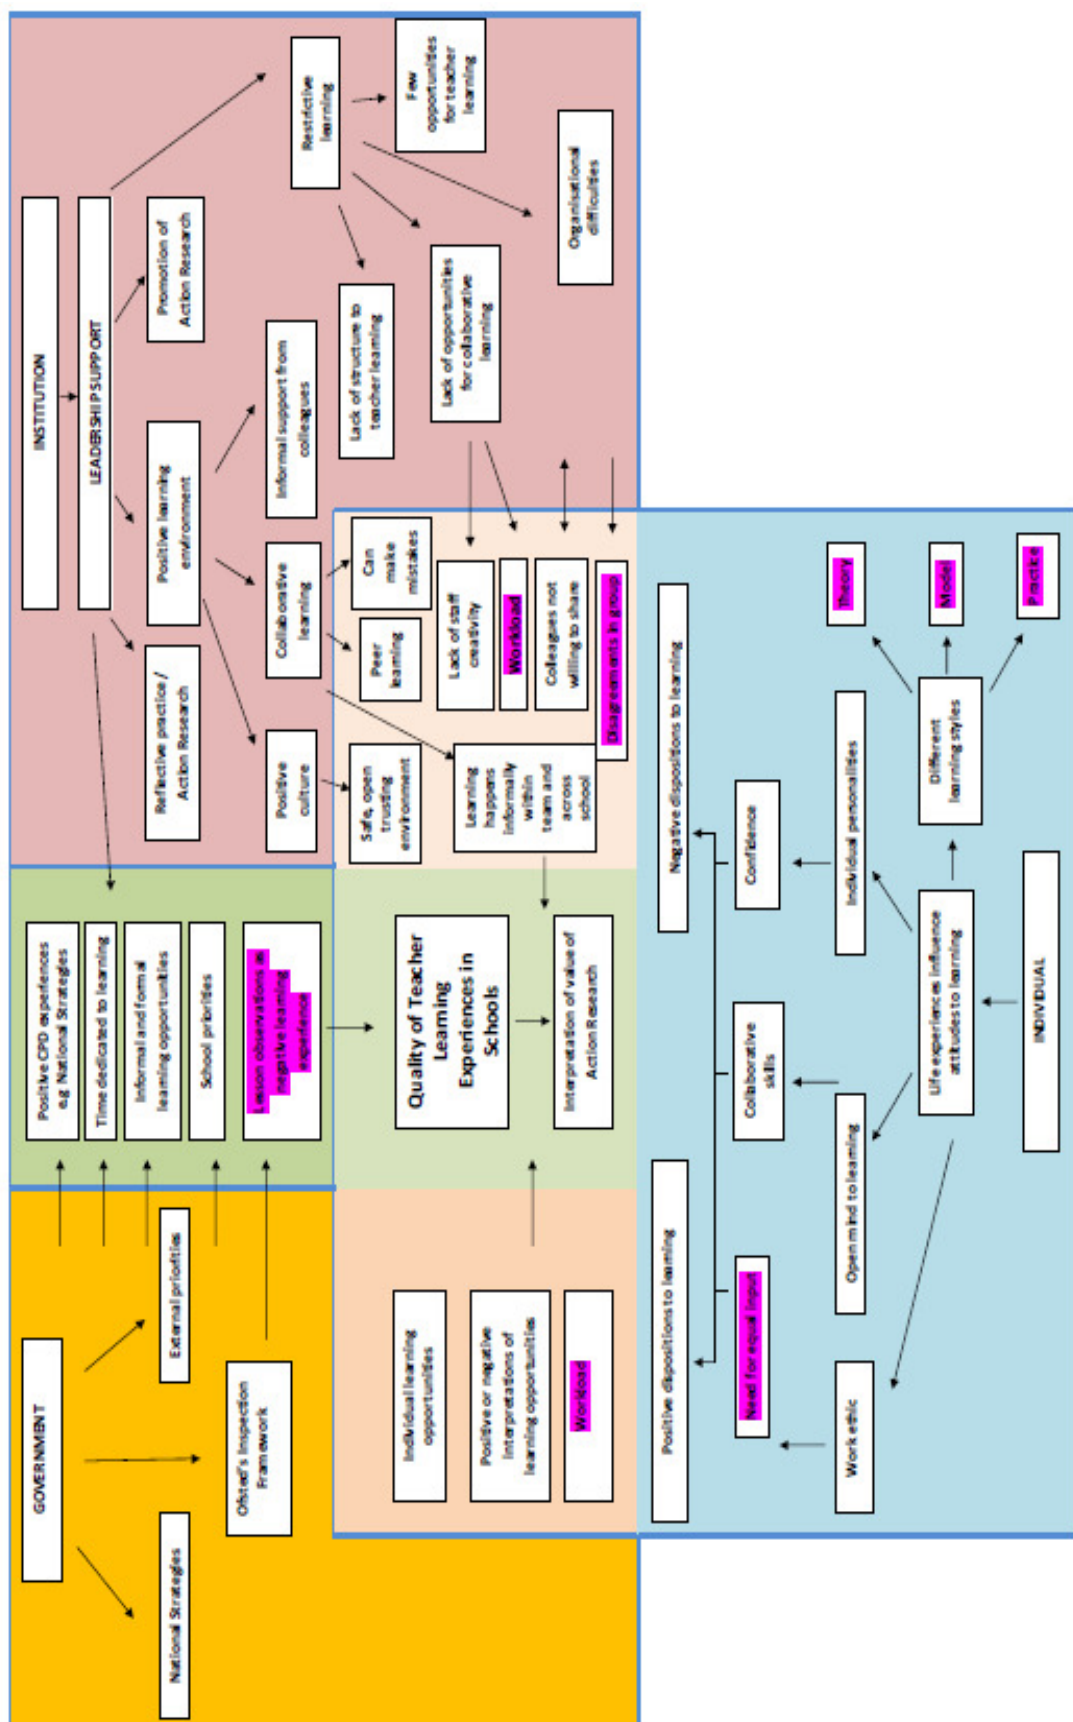 GOVERNMENT
National Strategies
Ofsted's Inspection
Framework
External priorities
Positive CPD experiences
e.g. National Strategies
Time dedicated to learning
Informal and formal
learning opportunities
School priorities
Lesson observations as
negative learning
experience
INSTITUTION
LEADERSHIP SUPPORT
Reflective practice /
Action Research
Positive learning
environment
Promotion of
Action Research
Restrictive
learning
Positive
culture
Collaborative
learning
Informal support from
colleagues
Lack of structure to
teacher learning
Few
opportunities
for teacher
learning
Lack of opportunities
for collaborative
learning
Organisational
difficulties
Individual learning
opportunities
Positive or negative
interpretations of
learning opportunities
Workload
Quality of Teacher
Learning
Experiences in
Schools
Interpretation of value of
Action Research
Safe, open
trusting
environment
Peer
learning
Can
make
mistakes
Learning
happens
informally
within
team and
across
school
Lack of staff
creativity
Workload
Colleagues not
willing to share
Disagreements in group
Positive dispositions to learning
Negative dispositions to learning
Need for equal input
Collaborative
skills
Confidence
Work ethic
Open mind to learning
Individual personalities
Theory
Life experiences influence
attitudes to learning
Different
learning styles
Model
Practice
INDIVIDUAL